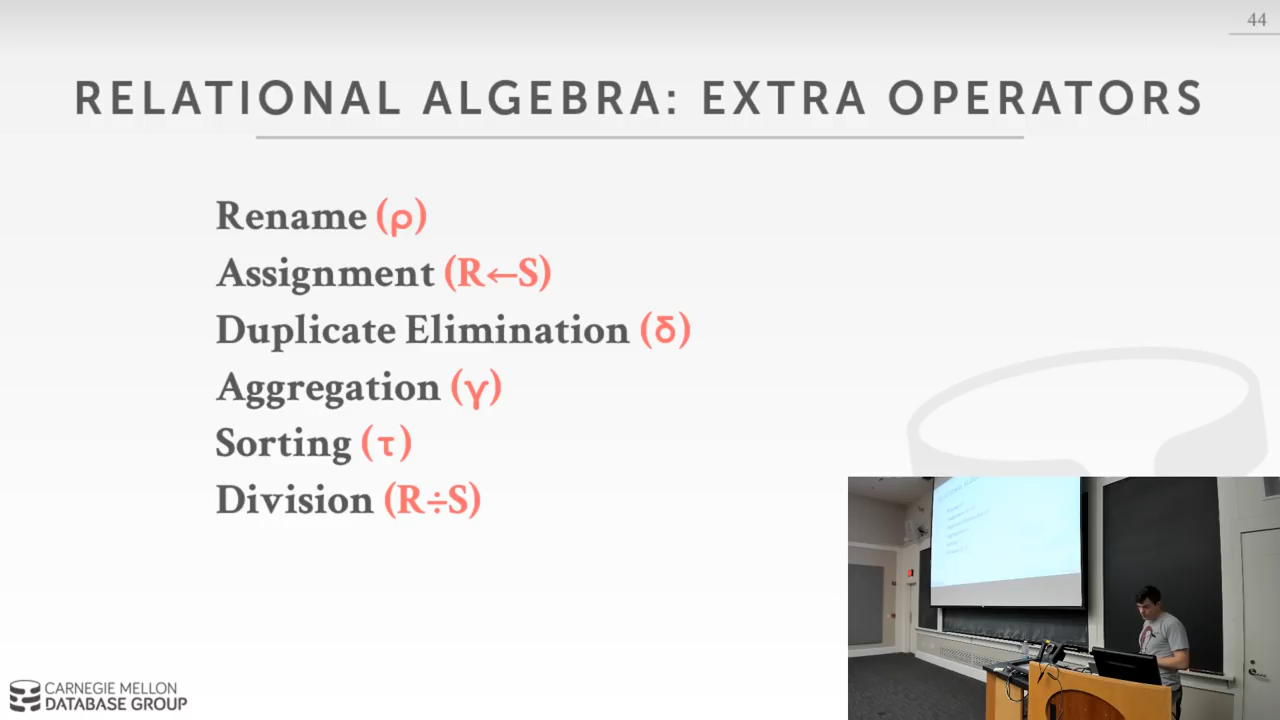 44
RELATIONAL ALGEBRA: EXTRA OPERATORS
Rename (ρ)
Assignment (R←S)
Duplicate Elimination (δ)
Aggregation (γ)
Sorting (τ)
Division (R÷S)
CARNEGIE MELLON
DATABASE GROUP